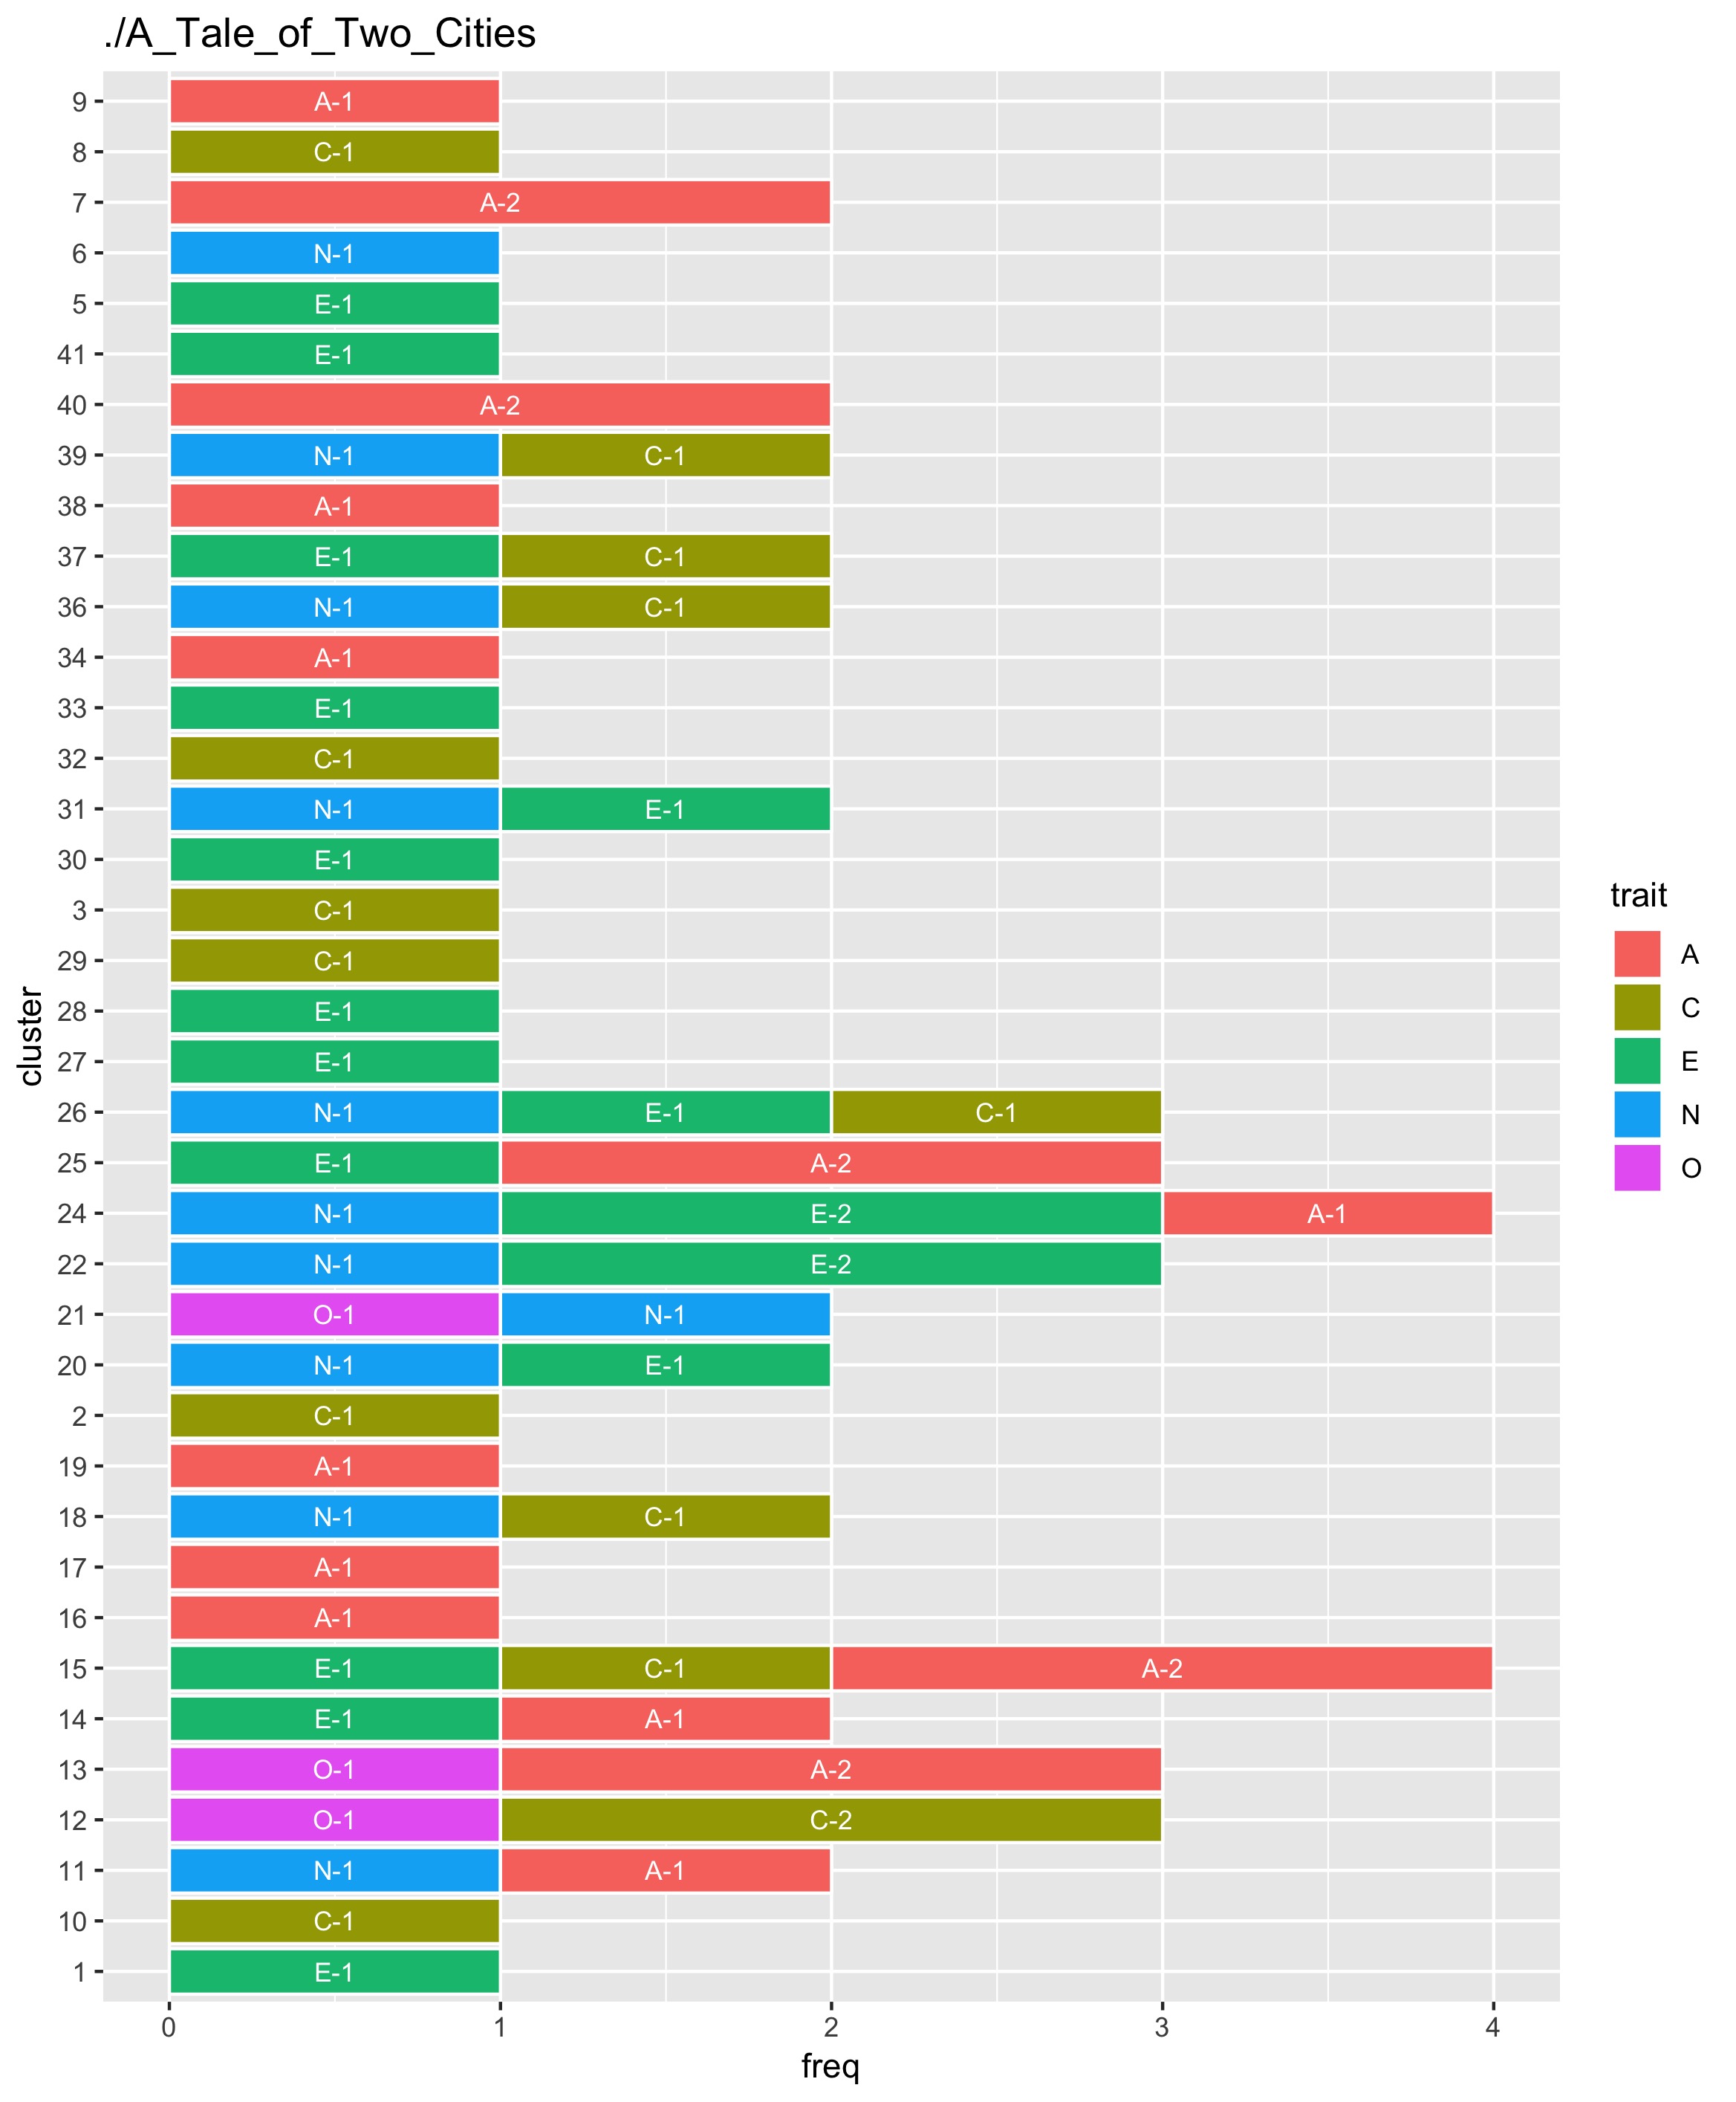 ./A_Tale_of_Two_Cities
9 A-1
8 C-1
7 A-2
6 N-1
5 E-1
41 E-1
40 A-2
39 N-1 C-1
38 A-1
37 E-1 C-1
36 N-1 C-1
34 A-1
33 E-1
32 C-1
31 N-1 E-1
30 E-1
3 C-1
29 C-1
28 E-1
27 E-1
26 N-1 E-1 C-1
25 E-1 A-2
24 N-1 E-2 A-1
22 N-1 E-2
21 O-1 N-1
20 N-1 E-1
2 C-1
19 A-1
18 N-1 C-1
17 A-1
16 A-1
15 E-1 C-1 A-2
14 E-1 A-1
13 O-1 A-2
12 O-1 C-2
11 N-1 A-1
10 C-1
1 E-1
0 1 2 3 4
freq
cluster
trait
A
C
E
N
O